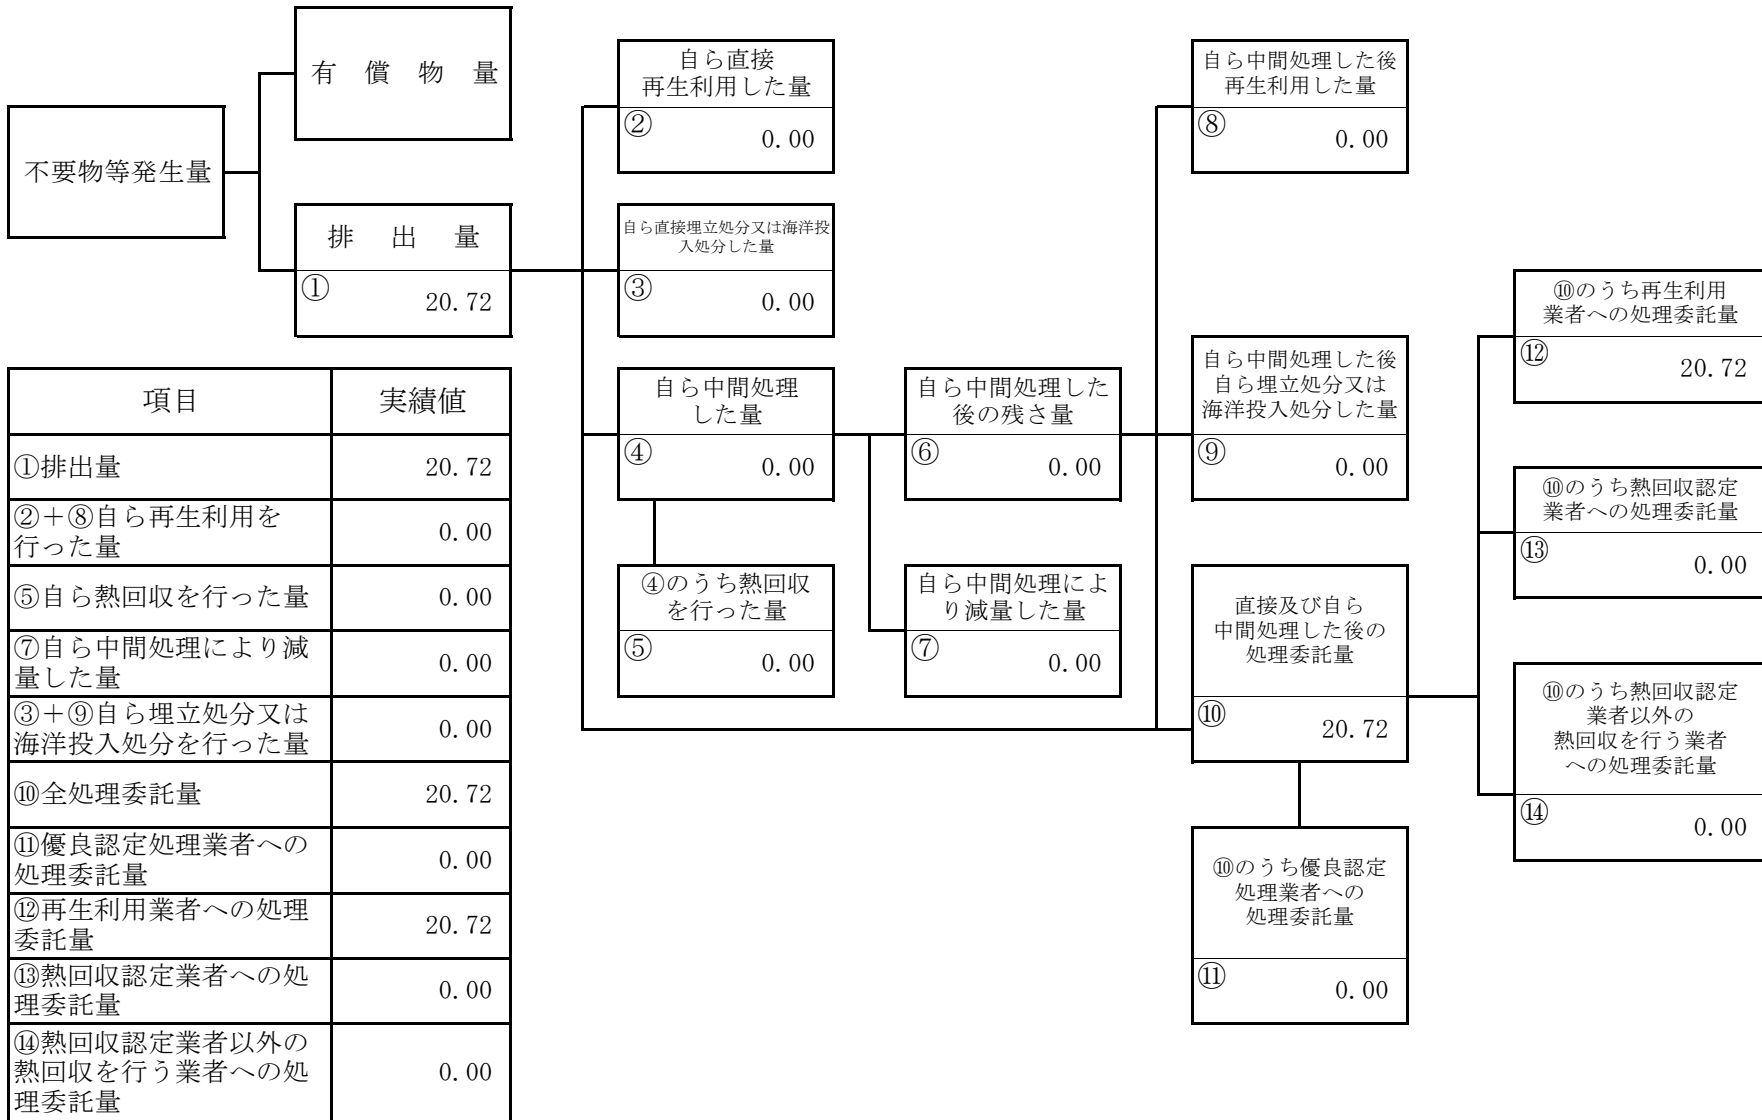 不要物等発生量
有 償 物 量
排 出 量
① 20.72
自ら直接
再生利用した量
② 0.00
自ら直接埋立処分又は海洋投
入処分した量
③ 0.00
自ら中間処理
した量
④ 0.00
④のうち熱回収
を行った量
⑤ 0.00
自ら中間処理した
後の残さ量
⑥ 0.00
自ら中間処理によ
り減量した量
⑦ 0.00
自ら中間処理した後
再生利用した量
⑧ 0.00
自ら中間処理した後
自ら埋立処分又は
海洋投入処分した量
⑨ 0.00
直接及び自ら
中間処理した後の
処理委託量
⑩ 20.72
⑩のうち優良認定
処理業者への
処理委託量
⑪ 0.00
⑩のうち再生利用
業者への処理委託量
⑫ 20.72
⑩のうち熱回収認定
業者への処理委託量
⑬ 0.00
⑩のうち熱回収認定
業者以外の
熱回収を行う業者
への処理委託量
⑭ 0.00
項目 実績値
①排出量 20.72
②＋⑧自ら再生利用を
行った量 0.00
⑤自ら熱回収を行った量 0.00
⑦自ら中間処理により減
量した量 0.00
③＋⑨自ら埋立処分又は
海洋投入処分を行った量 0.00
⑩全処理委託量 20.72
⑪優良認定処理業者への
処理委託量 0.00
⑫再生利用業者への処理
委託量 20.72
⑬熱回収認定業者への処
理委託量 0.00
⑭熱回収認定業者以外の
熱回収を行う業者への処
理委託量 0.00